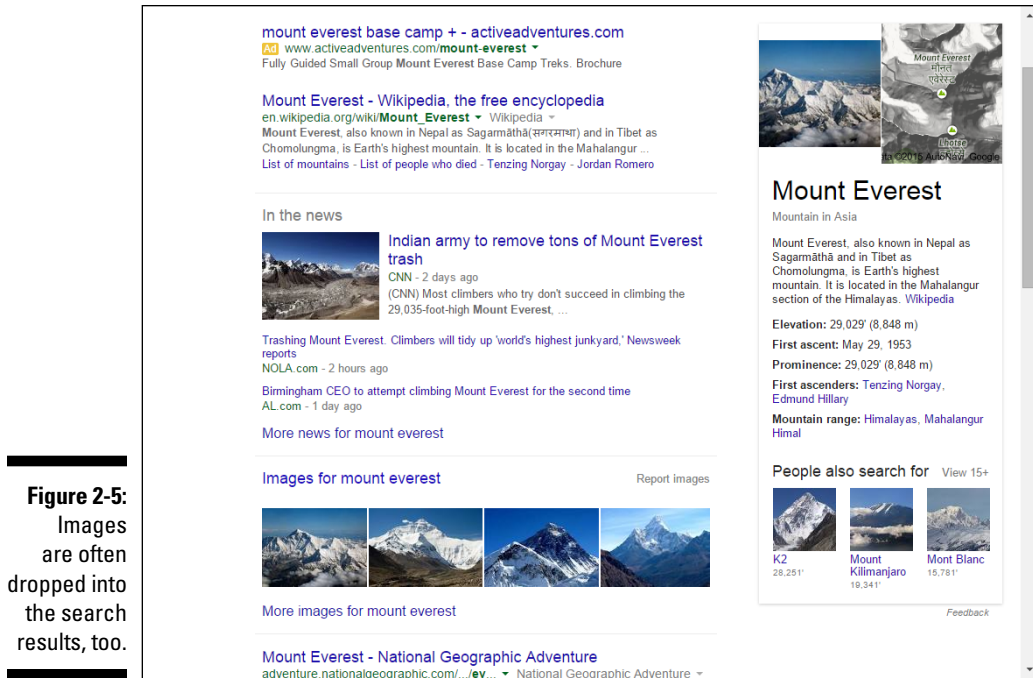 mount everest base camp + - activeadventures.com
Ad www.activeadventures.com/mount-everest
Fully Guided Small Group Mount Everest Base Camp Treks. Brochure
Mount Everest - Wikipedia, the free encyclopedia
en.wikipedia.org/wiki/Mount_Everest Wikipedia
Mount Everest, also known in Nepal as Sagarmāthā(सगरमाथा) and in Tibet as
Chomolungma, is Earth's highest mountain. It is located in the Mahalangur ...
List of mountains - List of people who died - Tenzing Norgay - Jordan Romero
In the news
Indian army to remove tons of Mount Everest
trash
CNN - 2 days ago
(CNN) Most climbers who try don't succeed in climbing the
29,035-foot-high Mount Everest, ...
Trashing Mount Everest. Climbers will tidy up 'world's highest junkyard,' Newsweek
reports
NOLA.com - 2 hours ago
Birmingham CEO to attempt climbing Mount Everest for the second time
AL.com - 1 day ago
More news for mount everest
Images for mount everest
Report images
More images for mount everest
Mount Everest - National Geographic Adventure
adventure.nationalgeographic.com/.../ev... National Geographic Adventure
Mount Everest
एवेरेस्ट
Lhotse
©2015 AutoNavi, Google
Mount Everest
Mountain in Asia
Mount Everest, also known in Nepal as
Sagarmāthā and in Tibet as
Chomolungma, is Earth's highest
mountain. It is located in the Mahalangur
section of the Himalayas. Wikipedia
Elevation: 29,029' (8,848 m)
First ascent: May 29, 1953
Prominence: 29,029' (8,848 m)
First ascenders: Tenzing Norgay,
Edmund Hillary
Mountain range: Himalayas, Mahalangur
Himal
People also search for View 15+
K2
28,251'
Mount
Kilimanjaro
19,341'
Mont Blanc
15,781'
Feedback
Figure 2-5:
Images
are often
dropped into
the search
results, too.